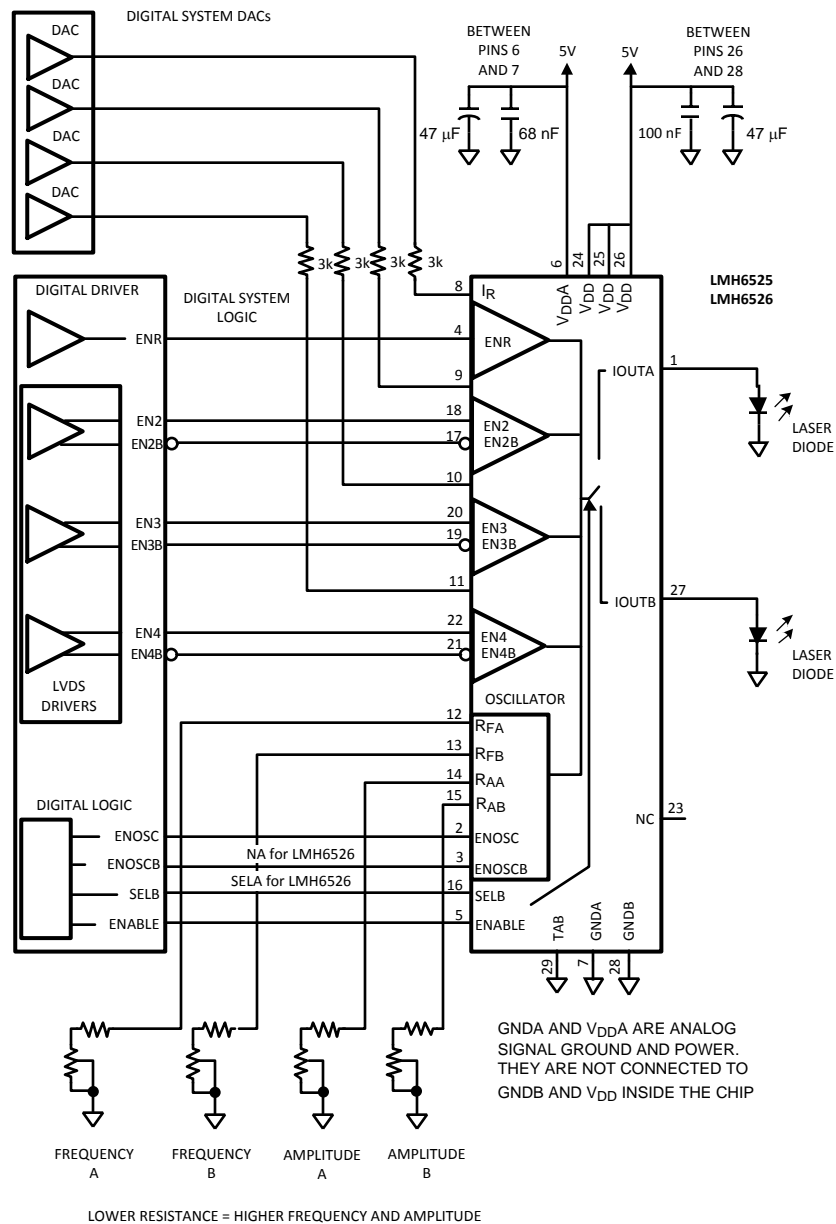 DIGITAL SYSTEM DACs
DAC
DAC
DAC
DAC
BETWEEN
PINS 6
AND 7
5V
5V
BETWEEN
PINS 26
AND 28
47 µF
68 nF
100 nF
47 µF
3k
3k
3k
3k
6
24
25
26
VDDA
VDD
VDD
VDD
LMH6525
LMH6526
DIGITAL DRIVER
DIGITAL SYSTEM
LOGIC
8
IR
ENR
4
ENR
IOUTA
1
9
LASER
DIODE
EN2
18
EN2
EN2B
17
EN2B
10
EN3
20
EN3
EN3B
19
EN3B
11
IOUTB
27
EN4
22
EN4
EN4B
21
EN4B
LASER
DIODE
LVDS
DRIVERS
OSCILLATOR
12
RFA
13
RFB
14
RAA
15
RAB
DIGITAL LOGIC
NC
23
ENOSC
2
ENOSC
ENOSCB
NA for LMH6526
3
ENOSCB
SELB
SELA for LMH6526
16
SELB
ENABLE
5
ENABLE
TAB
GNDA
GNDB
29
7
28
GNDA AND VDDA ARE ANALOG
SIGNAL GROUND AND POWER.
THEY ARE NOT CONNECTED TO
GNDB AND VDD INSIDE THE CHIP
FREQUENCY
A
FREQUENCY
B
AMPLITUDE
A
AMPLITUDE
B
LOWER RESISTANCE = HIGHER FREQUENCY AND AMPLITUDE